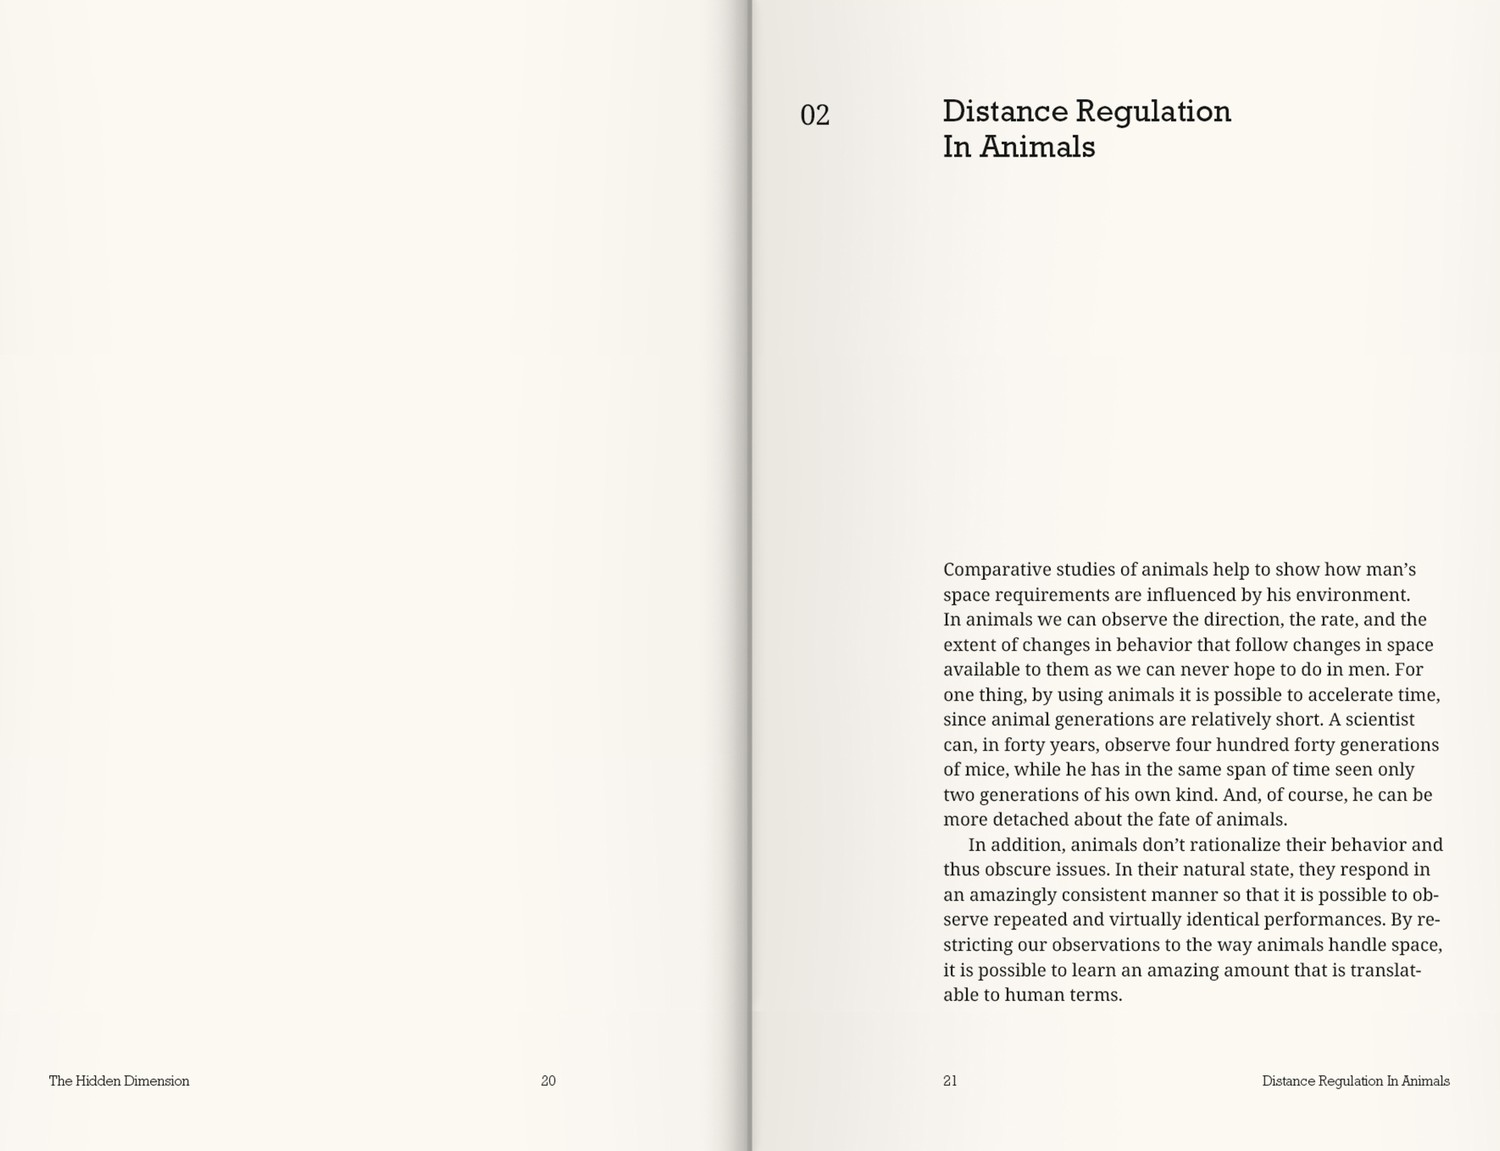 02
Distance Regulation
In Animals
Comparative studies of animals help to show how man’s
space requirements are influenced by his environment.
In animals we can observe the direction, the rate, and the
extent of changes in behavior that follow changes in space
available to them as we can never hope to do in men. For
one thing, by using animals it is possible to accelerate time,
since animal generations are relatively short. A scientist
can, in forty years, observe four hundred forty generations
of mice, while he has in the same span of time seen only
two generations of his own kind. And, of course, he can be
more detached about the fate of animals.
In addition, animals don’t rationalize their behavior and
thus obscure issues. In their natural state, they respond in
an amazingly consistent manner so that it is possible to ob-
serve repeated and virtually identical performances. By re-
stricting our observations to the way animals handle space,
it is possible to learn an amazing amount that is translat-
able to human terms.
The Hidden Dimension
20
21
Distance Regulation In Animals